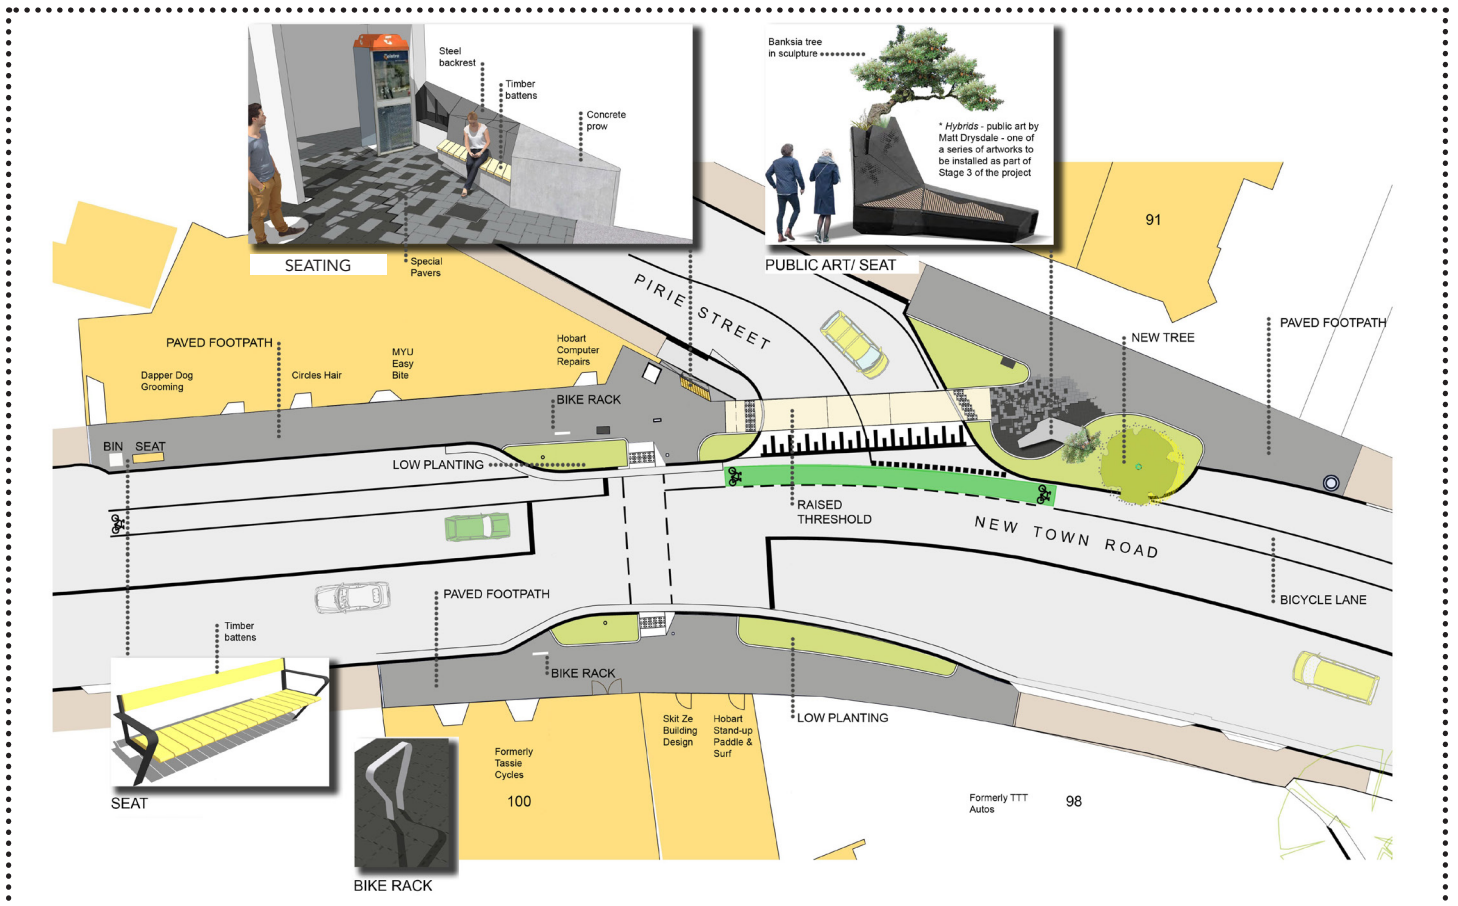 Steel
backrest
Timber
battens
Concrete
prow
SEATING
Special
Pavers
Banksia tree
in sculpture
* Hybrids - public art by
Matt Drysdale - one of
a series of artworks to
be installed as part of
Stage 3 of the project
PUBLIC ART/ SEAT
91
PIRIE STREET
PAVED FOOTPATH
NEW TREE
PAVED FOOTPATH
Dapper Dog
Grooming
Circles Hair
MYU
Easy
Bite
Hobart
Computer
Repairs
BIKE RACK
BIN
SEAT
LOW PLANTING
RAISED
THRESHOLD
NEW TOWN ROAD
BICYCLE LANE
PAVED FOOTPATH
Timber
battens
BIKE RACK
SEAT
LOW PLANTING
Skit Ze
Building
Design
Hobart
Stand-up
Paddle &
Surf
Formerly
Tassie
Cycles
100
Formerly TTT
Autos
98
BIKE RACK